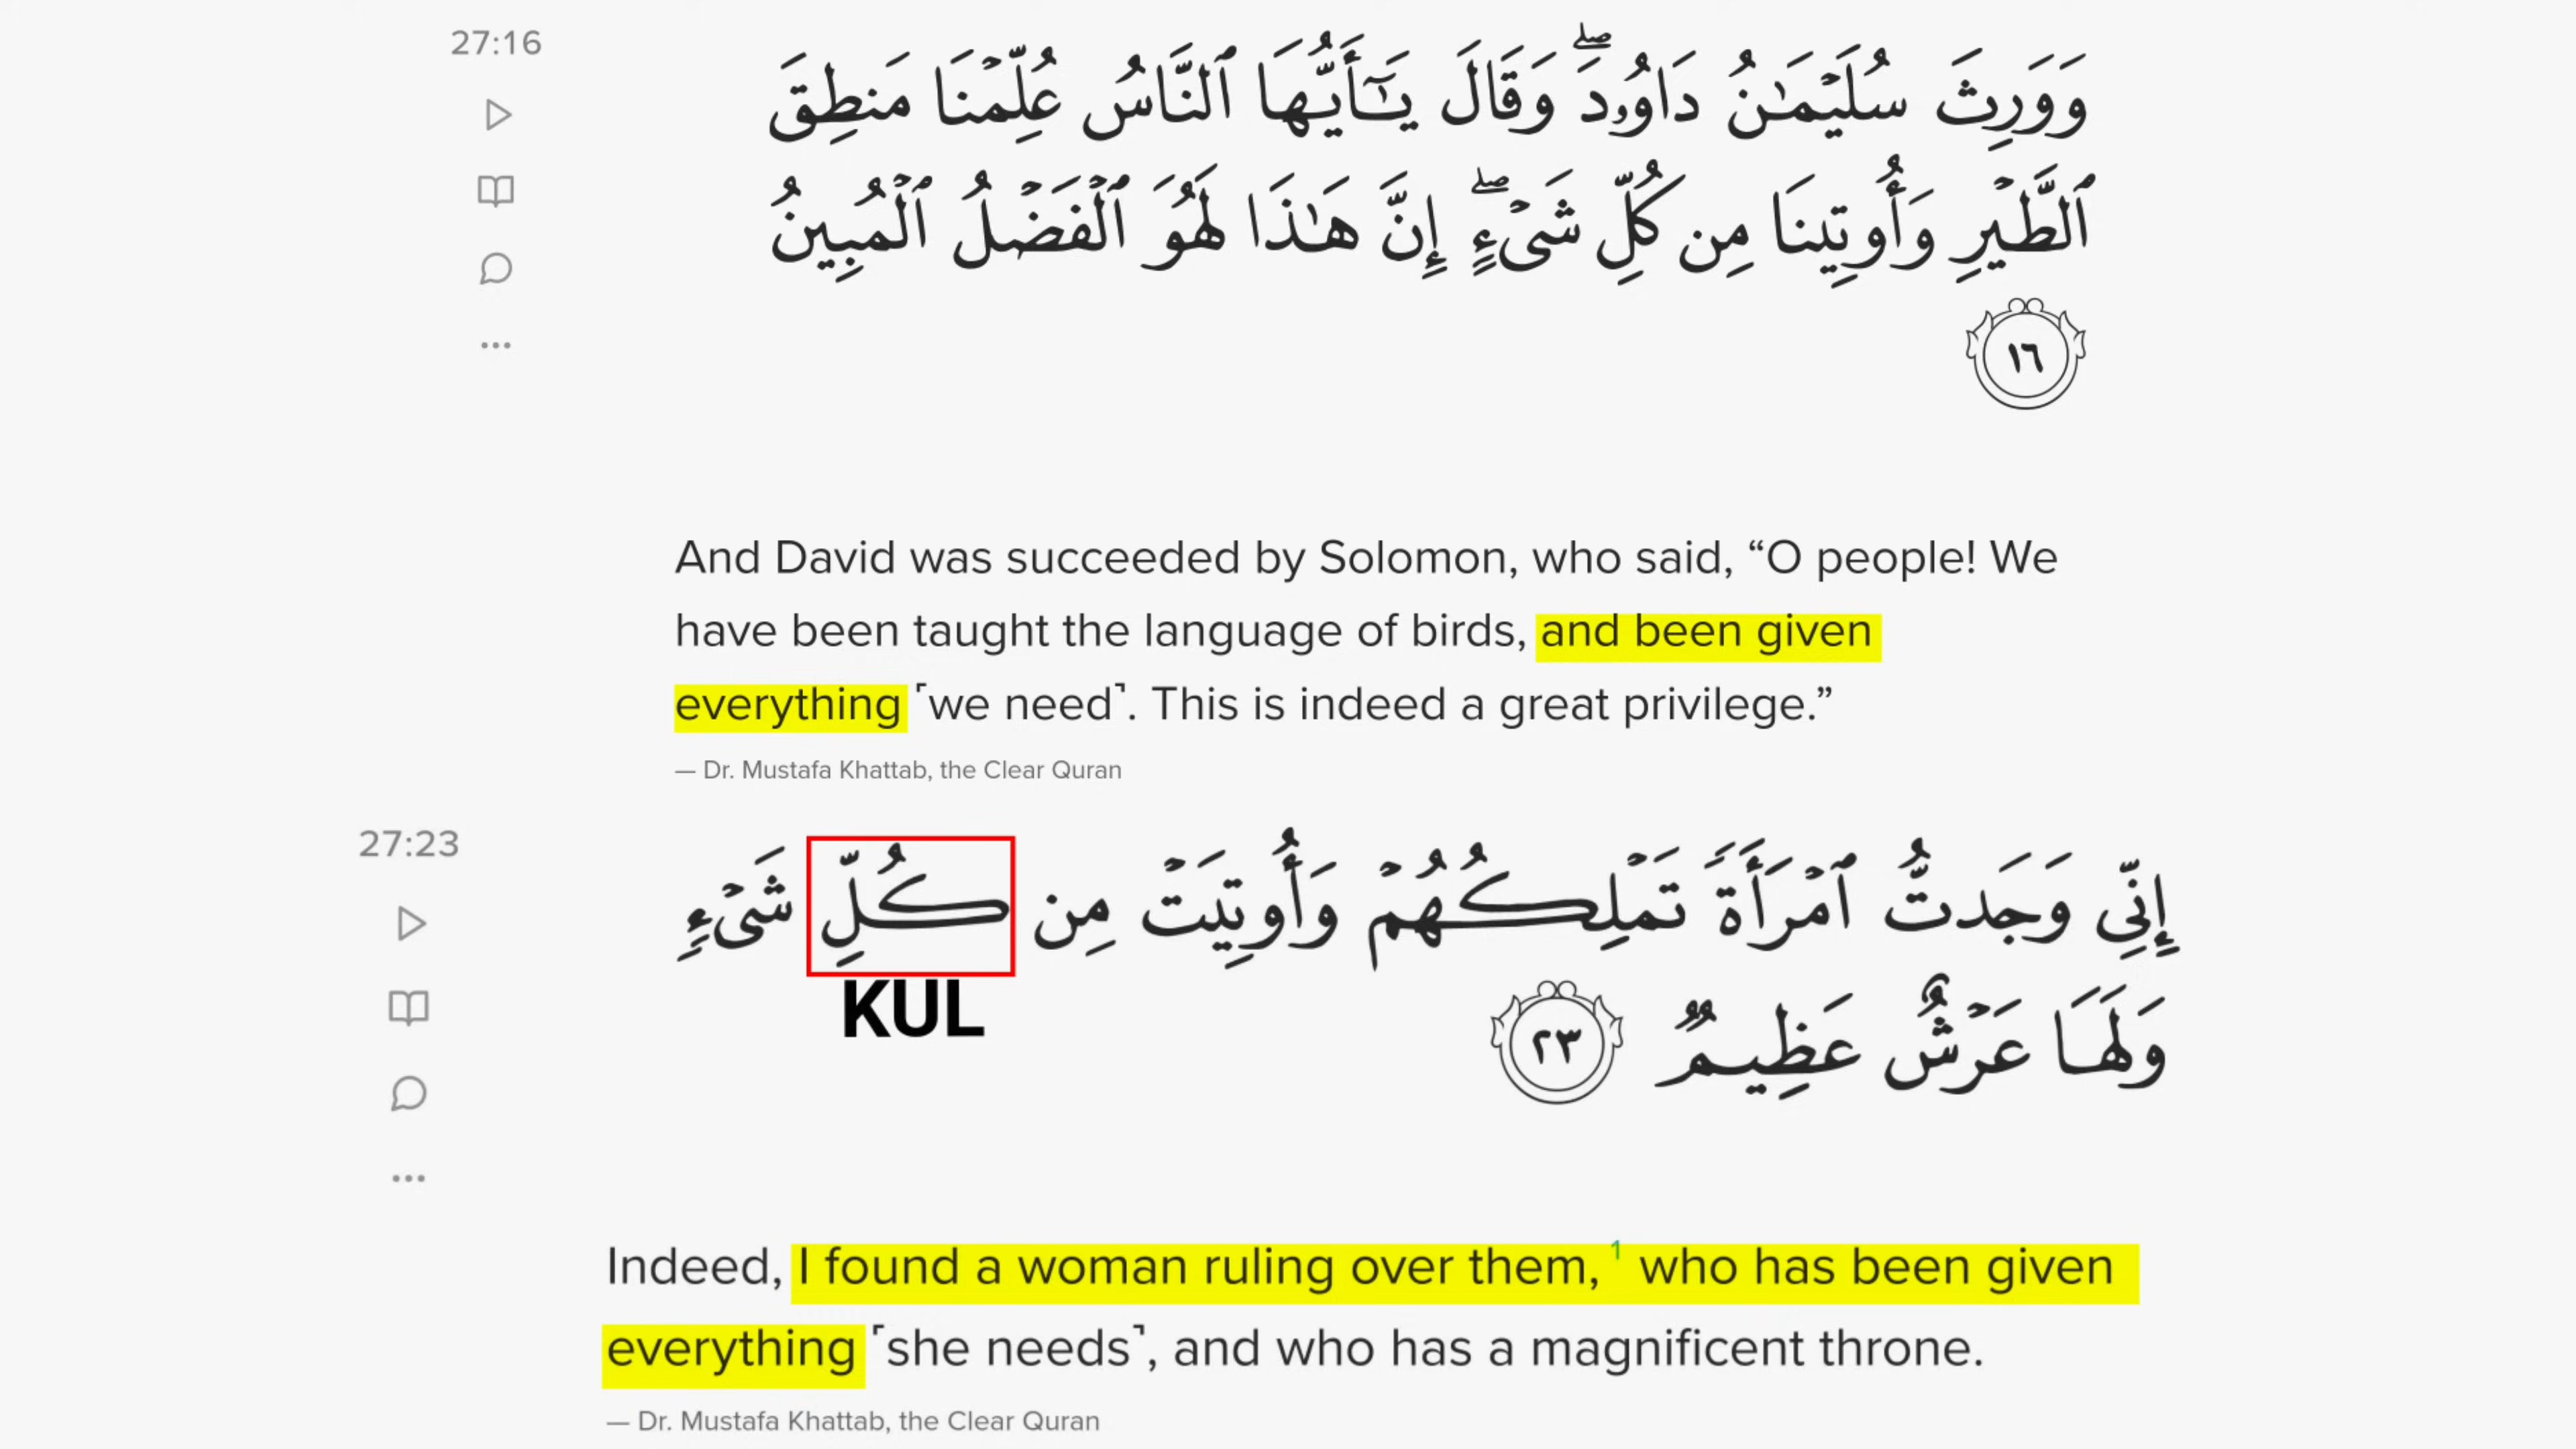 27:16
وَوَرِثَ سُلَيْمَـٰنُ دَاوُۥدَ ۖ وَقَالَ يَـٰٓأَيُّهَا ٱلنَّاسُ عُلِّمْنَا مَنطِقَ
ٱلطَّيْرِ وَأُوتِينَا مِن كُلِّ شَىْءٍ ۖ إِنَّ هَـٰذَا لَهُوَ ٱلْفَضْلُ ٱلْمُبِينُ
١٦
And David was succeeded by Solomon, who said, “O people! We
have been taught the language of birds, and been given
everything ˹we need˺. This is indeed a great privilege.”
— Dr. Mustafa Khattab, the Clear Quran
27:23
إِنِّى وَجَدتُّ ٱمْرَأَةً تَمْلِكُهُمْ وَأُوتِيَتْ مِن كُلِّ شَىْءٍ
KUL
وَلَهَا عَرْشٌ عَظِيمٌ ٢٣
Indeed, I found a woman ruling over them, 1 who has been given
everything ˹she needs˺, and who has a magnificent throne.
— Dr. Mustafa Khattab, the Clear Quran